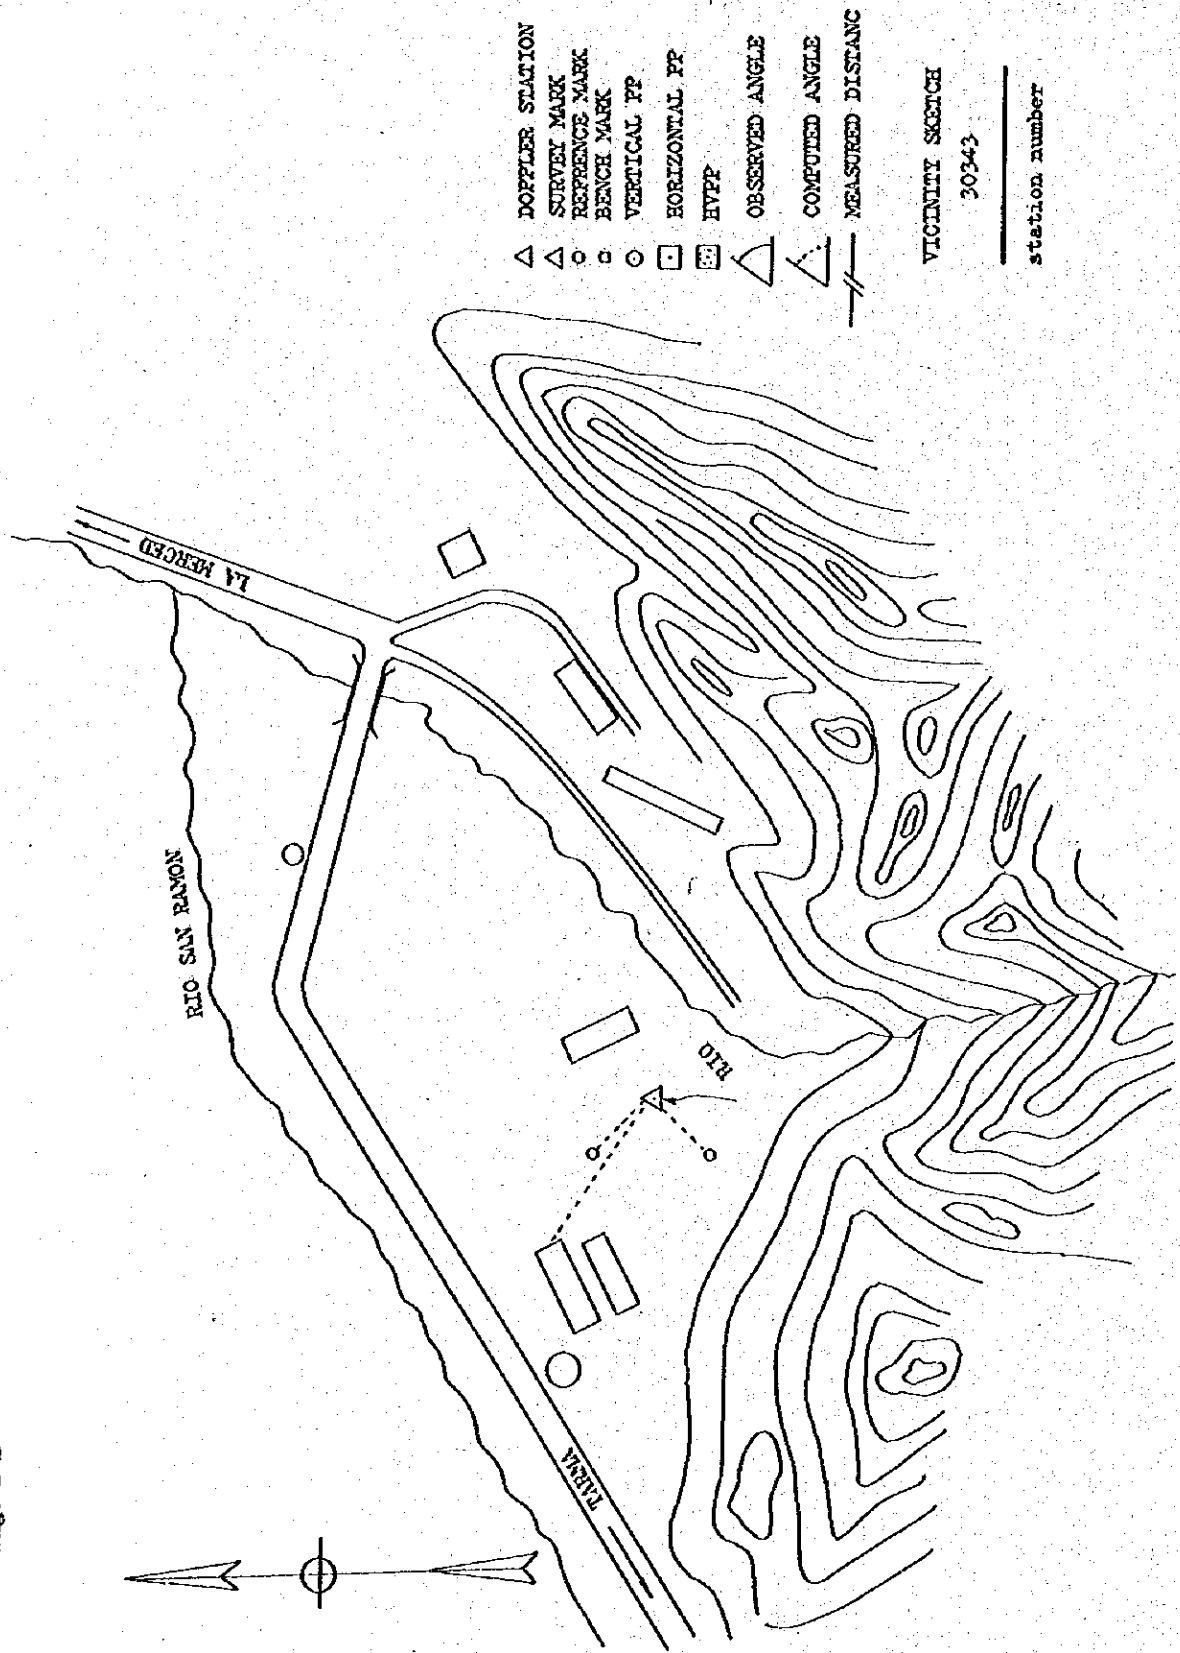 LA MERCED
RIO SAN RAMON
RIO
TARMA
DOPPLER STATION
SURVEY MARK
REFRENCE MARK
BENCH MARK
VERTICAL PP
HORIZONTAL PP
HVPP
OBSERVED ANGLE
COMPUTED ANGLE
MEASURED DISTANC
VICINITY SKETCH
30343
station number